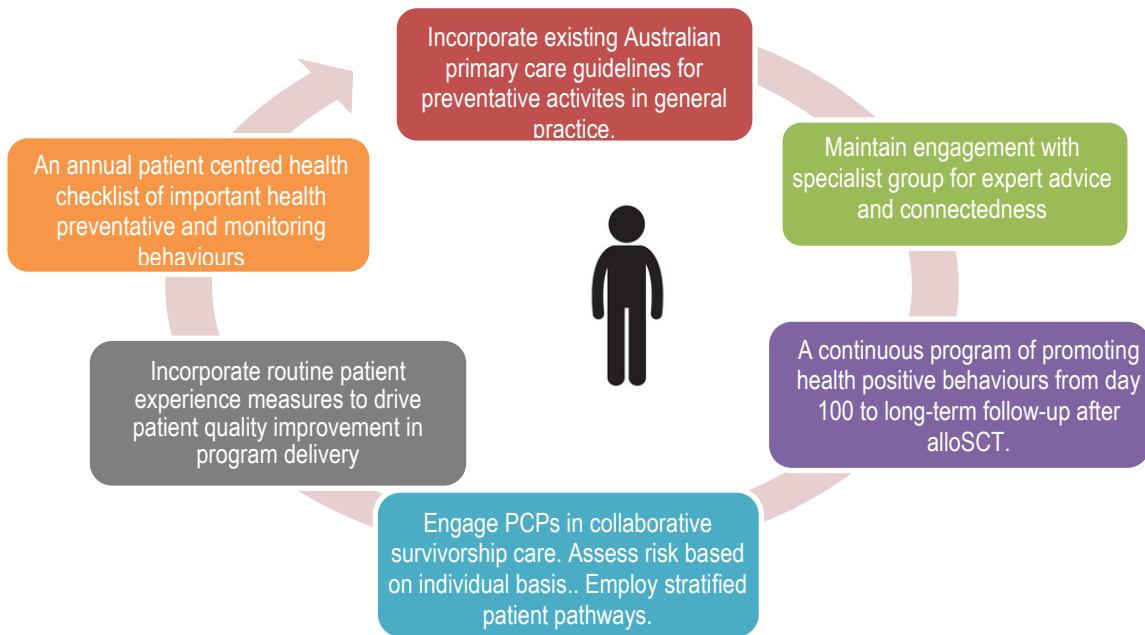 Incorporate existing Australian
primary care guidelines for
preventative activites in general
practice.
Maintain engagement with
specialist group for expert advice
and connectedness
A continuous program of promoting
health positive behaviours from day
100 to long-term follow-up after
alloSCT.
Engage PCPs in collaborative
survivorship care. Assess risk based
on individual basis.. Employ stratified
patient pathways.
Incorporate routine patient
experience measures to drive
patient quality improvement in
program delivery
An annual patient centred health
checklist of important health
preventative and monitoring
behaviours